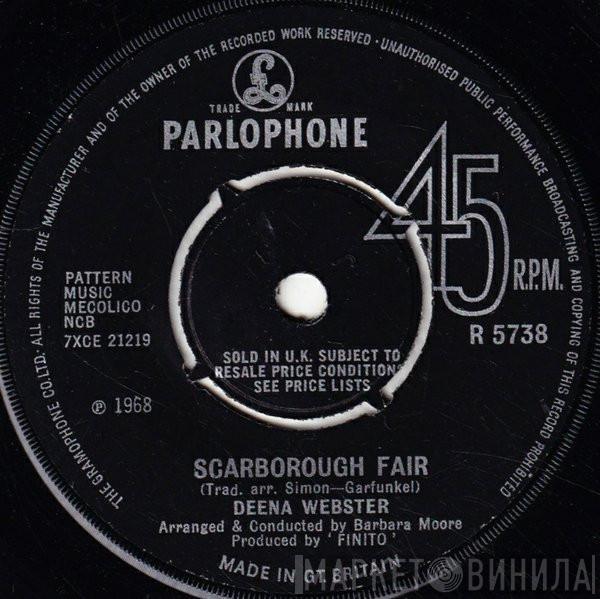 THE GRAMOPHONE CO. LTD. ALL RIGHTS OF THE MANUFACTURER AND OF THE OWNER OF THE RECORDED WORK RESERVED · UNAUTHORISED PUBLIC PERFORMANCE BROADCASTING AND COPYING OF THIS RECORD PROHIBITED
£
TRADE MARK
PARLOPHONE
45
R.P.M.
R 5738
PATTERN
MUSIC
MECOLICO
NCB
7XCE 21219
SOLD IN U.K. SUBJECT TO
RESALE PRICE CONDITIONS
SEE PRICE LISTS
℗ 1968
SCARBOROUGH FAIR
(Trad. arr. Simon—Garfunkel)
DEENA WEBSTER
Arranged & Conducted by Barbara Moore
Produced by ' FINITO '
MADE IN GT. BRITAIN
МАРКЕТ ВИНИЛА